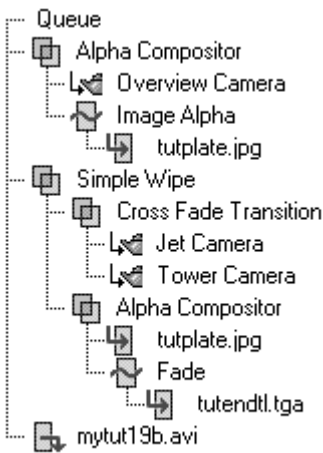 Queue
Alpha Compositor
Overview Camera
Image Alpha
tutplate.jpg
Simple Wipe
Cross Fade Transition
Jet Camera
Tower Camera
Alpha Compositor
tutplate.jpg
Fade
tutendtl.tga
mytut19b.avi